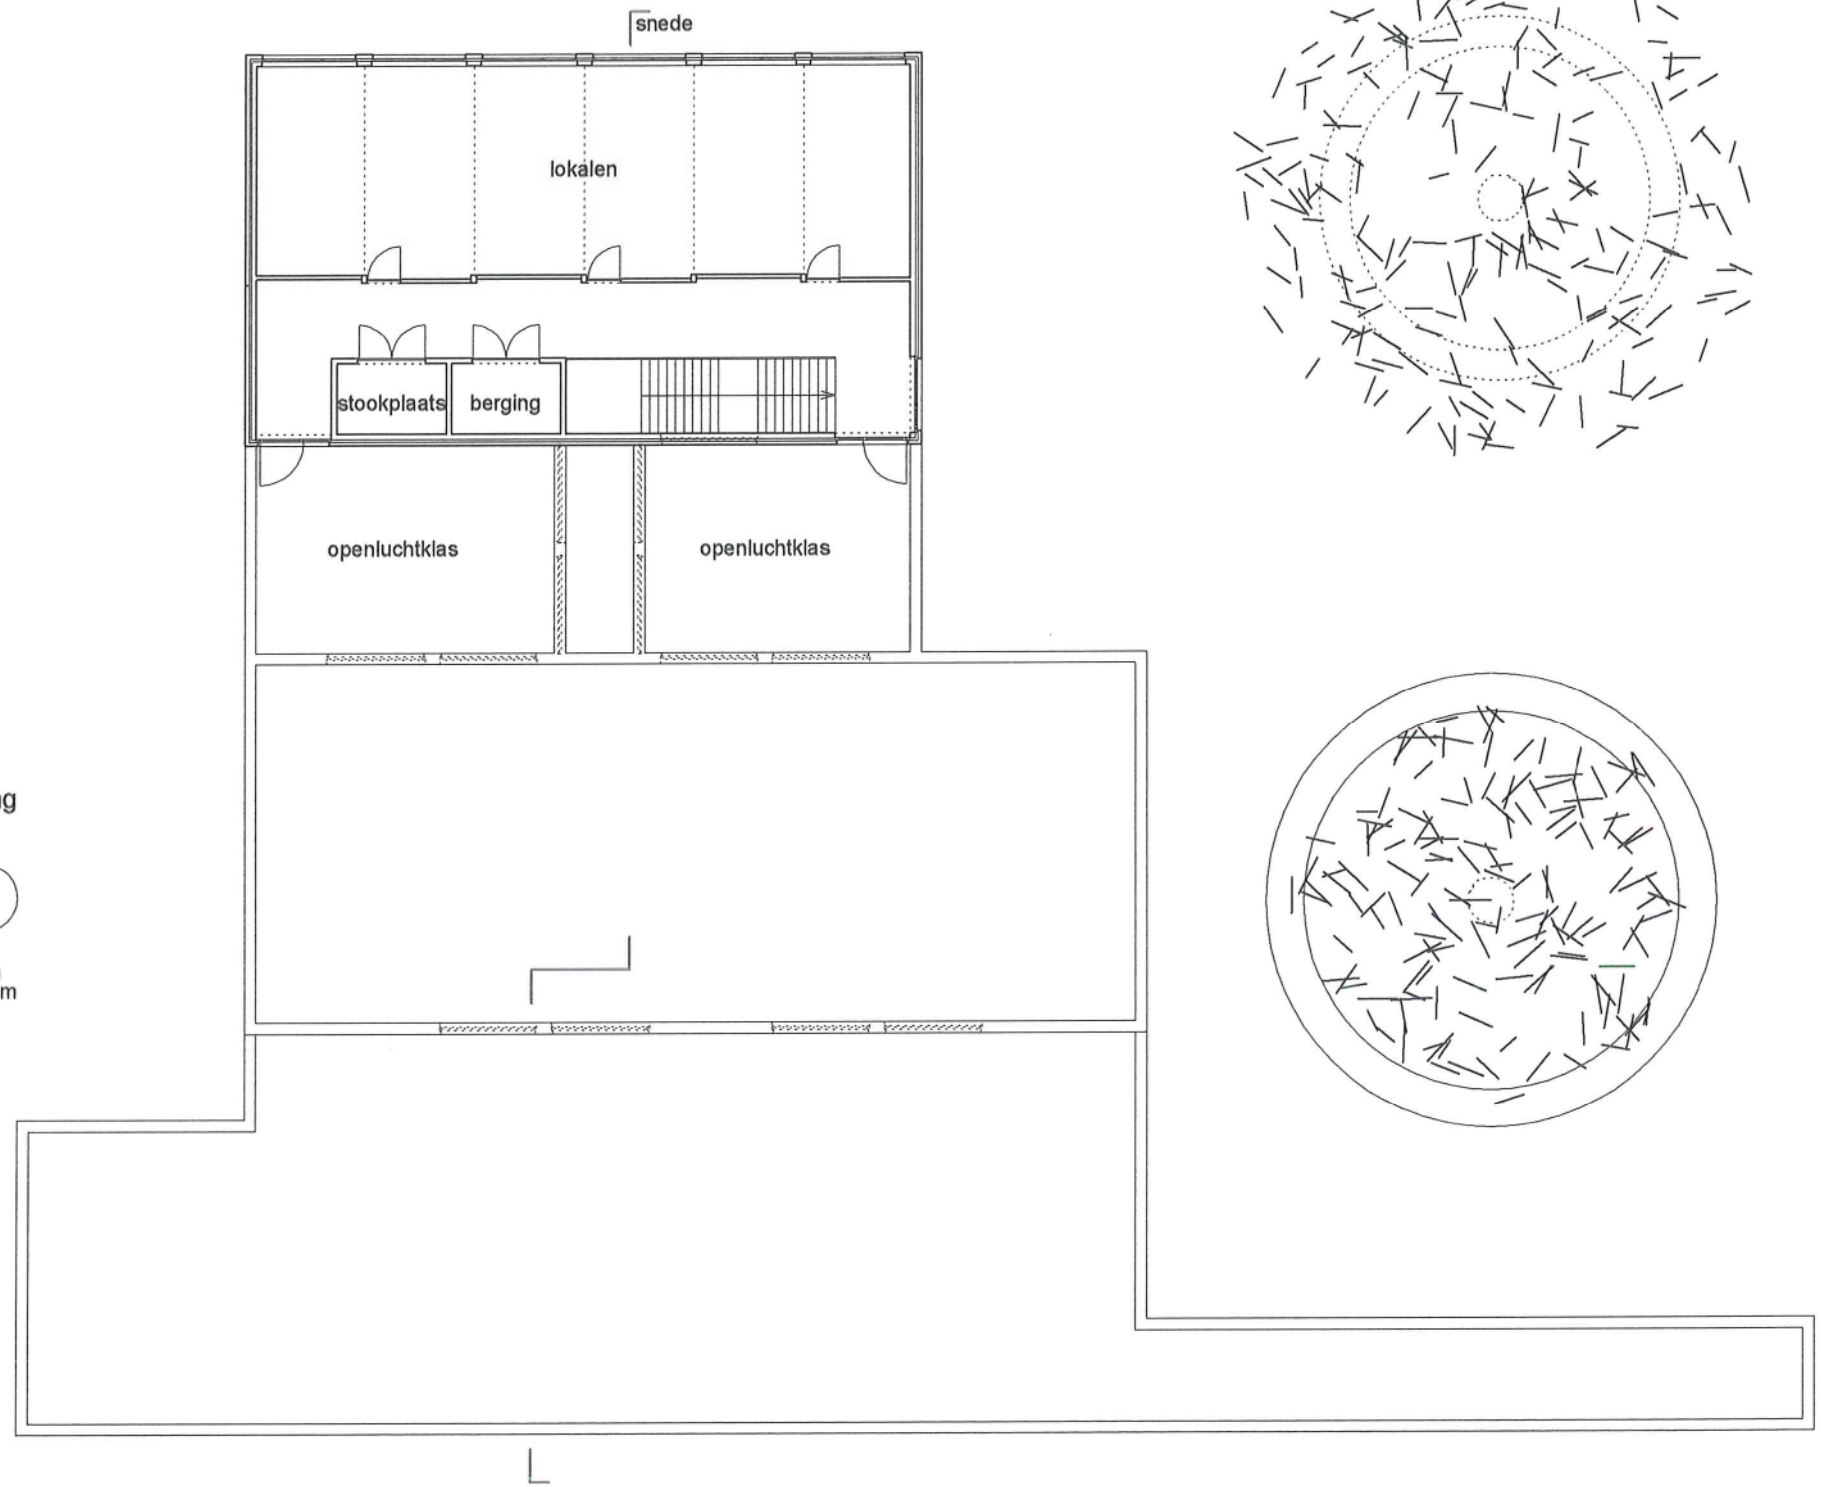 snede
lokalen
stookplaats
berging
openluchtklas
openluchtklas